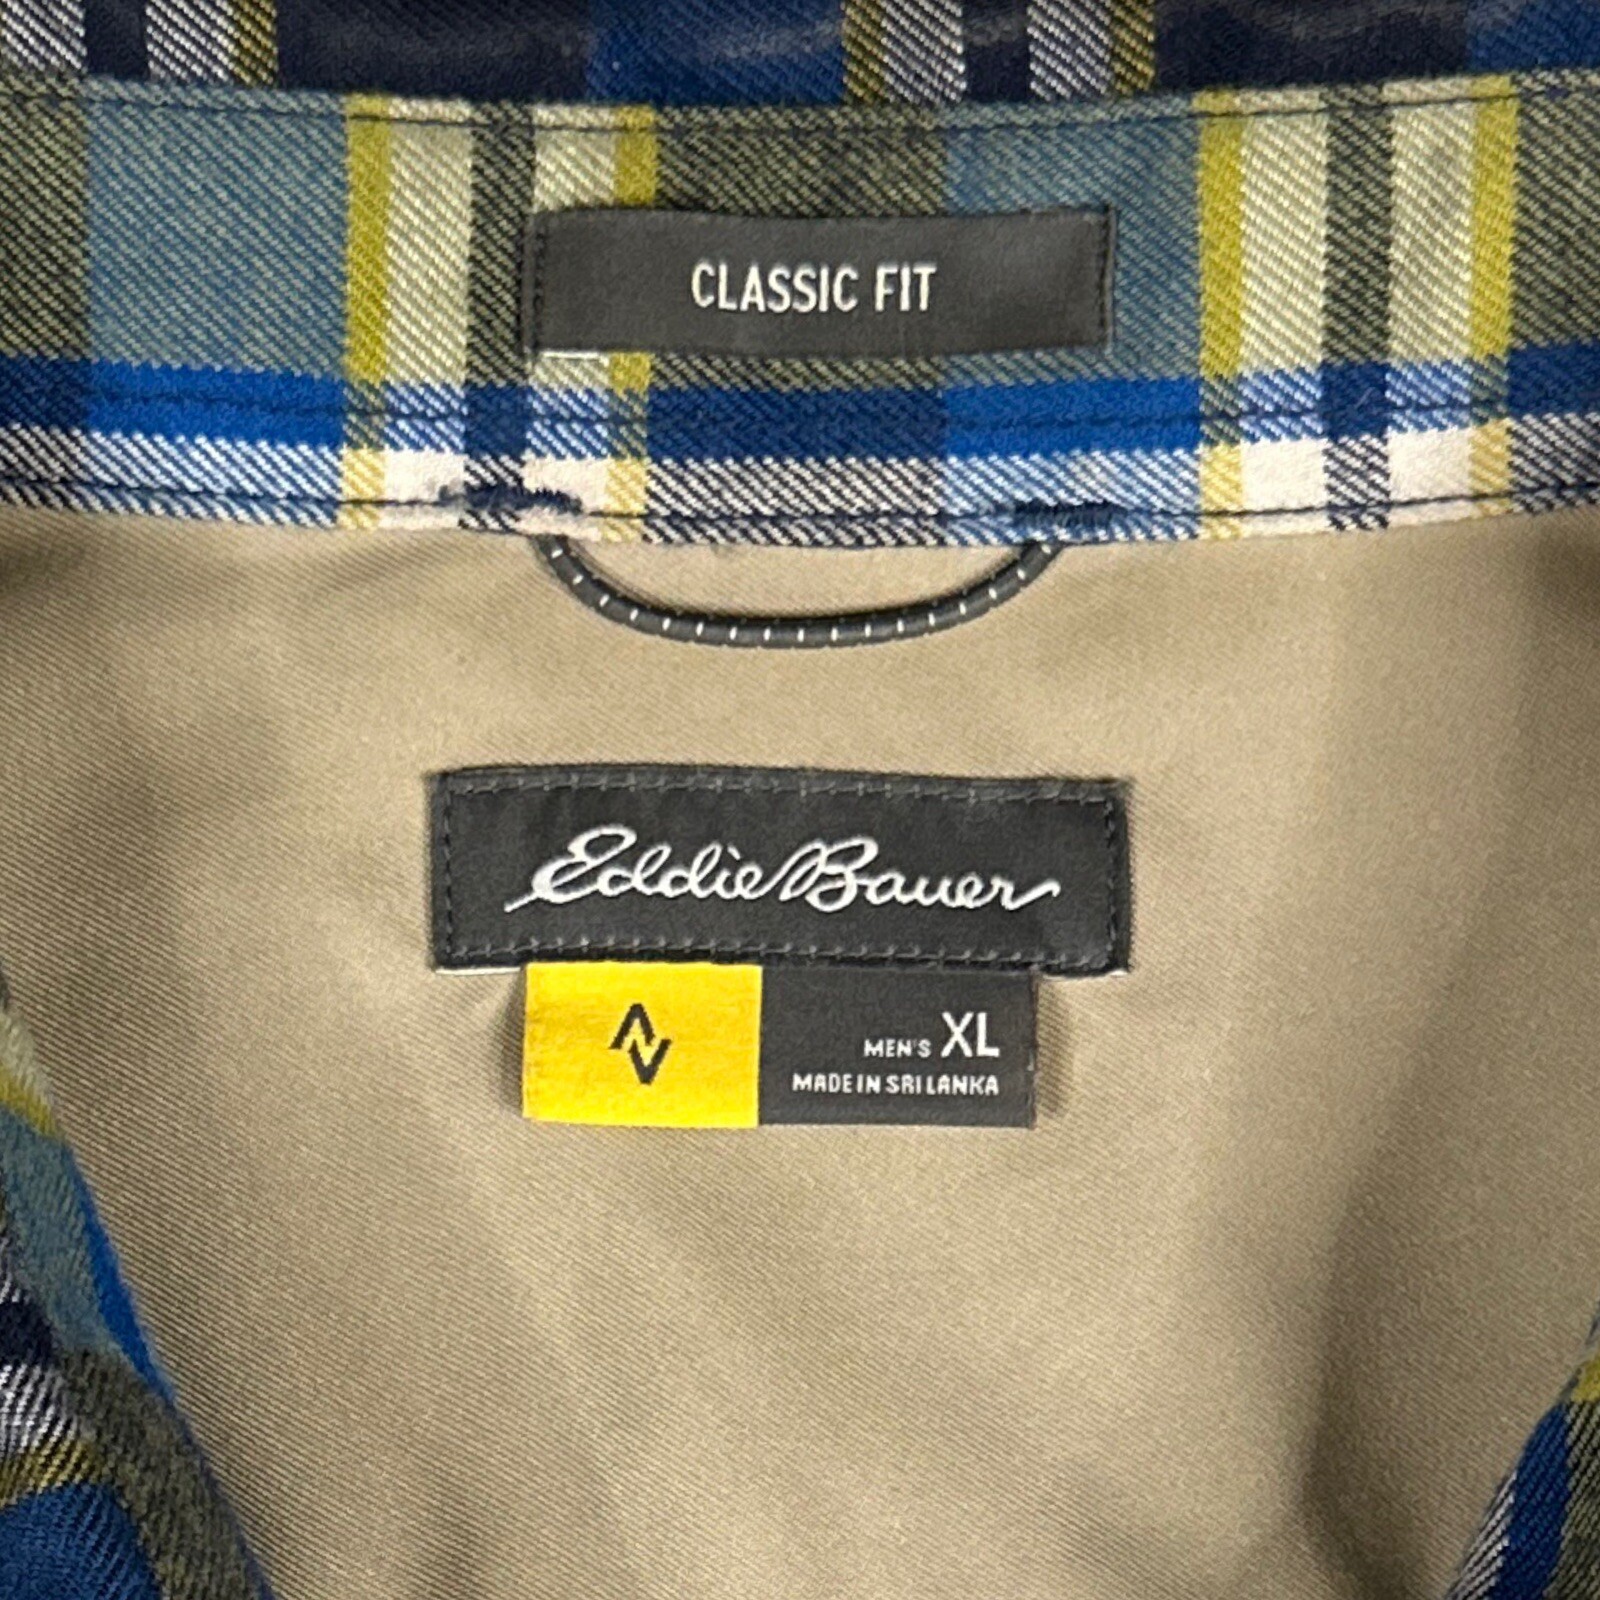 CLASSIC FIT
Eddie Bauer
MEN'S XL
MADE IN SRI LANKA